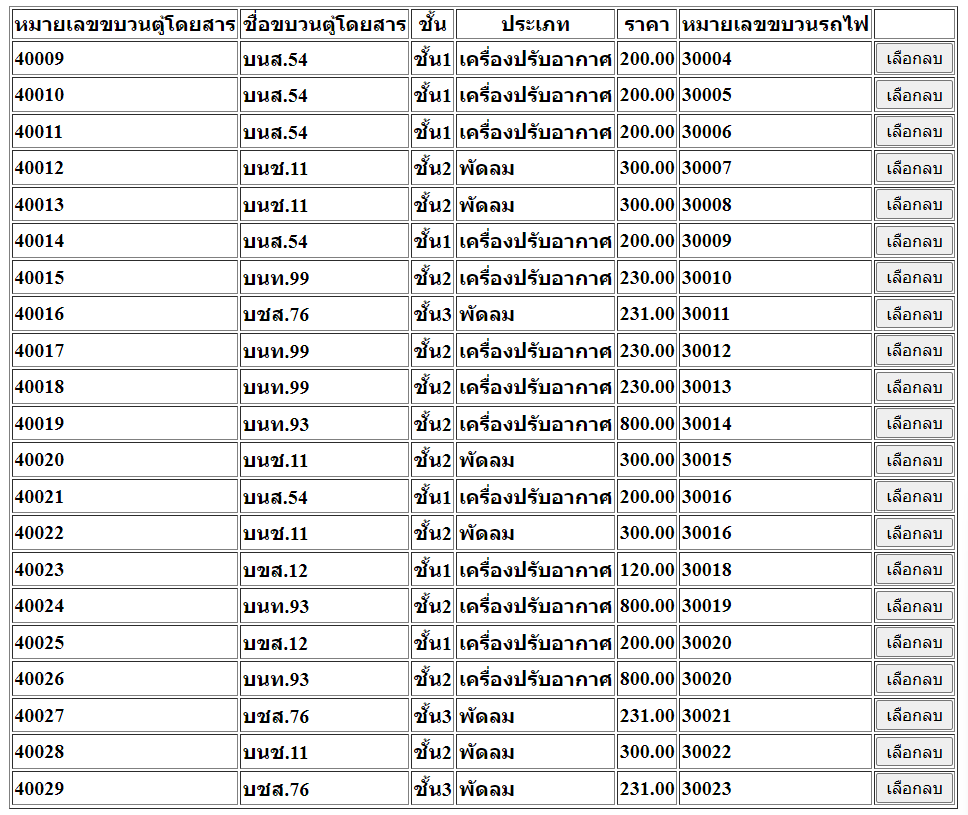 หมายเลขขบวนตู้โดยสาร ชื่อขบวนตู้โดยสาร ชั้น ประเภท ราคา หมายเลขขบวนรถไฟ
40009 บนส.54 ชั้น1 เครื่องปรับอากาศ 200.00 30004 เลือกลบ
40010 บนส.54 ชั้น1 เครื่องปรับอากาศ 200.00 30005 เลือกลบ
40011 บนส.54 ชั้น1 เครื่องปรับอากาศ 200.00 30006 เลือกลบ
40012 บนช.11 ชั้น2 พัดลม 300.00 30007 เลือกลบ
40013 บนช.11 ชั้น2 พัดลม 300.00 30008 เลือกลบ
40014 บนส.54 ชั้น1 เครื่องปรับอากาศ 200.00 30009 เลือกลบ
40015 บนท.99 ชั้น2 เครื่องปรับอากาศ 230.00 30010 เลือกลบ
40016 บชส.76 ชั้น3 พัดลม 231.00 30011 เลือกลบ
40017 บนท.99 ชั้น2 เครื่องปรับอากาศ 230.00 30012 เลือกลบ
40018 บนท.99 ชั้น2 เครื่องปรับอากาศ 230.00 30013 เลือกลบ
40019 บนท.93 ชั้น2 เครื่องปรับอากาศ 800.00 30014 เลือกลบ
40020 บนช.11 ชั้น2 พัดลม 300.00 30015 เลือกลบ
40021 บนส.54 ชั้น1 เครื่องปรับอากาศ 200.00 30016 เลือกลบ
40022 บนช.11 ชั้น2 พัดลม 300.00 30016 เลือกลบ
40023 บขส.12 ชั้น1 เครื่องปรับอากาศ 120.00 30018 เลือกลบ
40024 บนท.93 ชั้น2 เครื่องปรับอากาศ 800.00 30019 เลือกลบ
40025 บขส.12 ชั้น1 เครื่องปรับอากาศ 200.00 30020 เลือกลบ
40026 บนท.93 ชั้น2 เครื่องปรับอากาศ 800.00 30020 เลือกลบ
40027 บชส.76 ชั้น3 พัดลม 231.00 30021 เลือกลบ
40028 บนช.11 ชั้น2 พัดลม 300.00 30022 เลือกลบ
40029 บชส.76 ชั้น3 พัดลม 231.00 30023 เลือกลบ